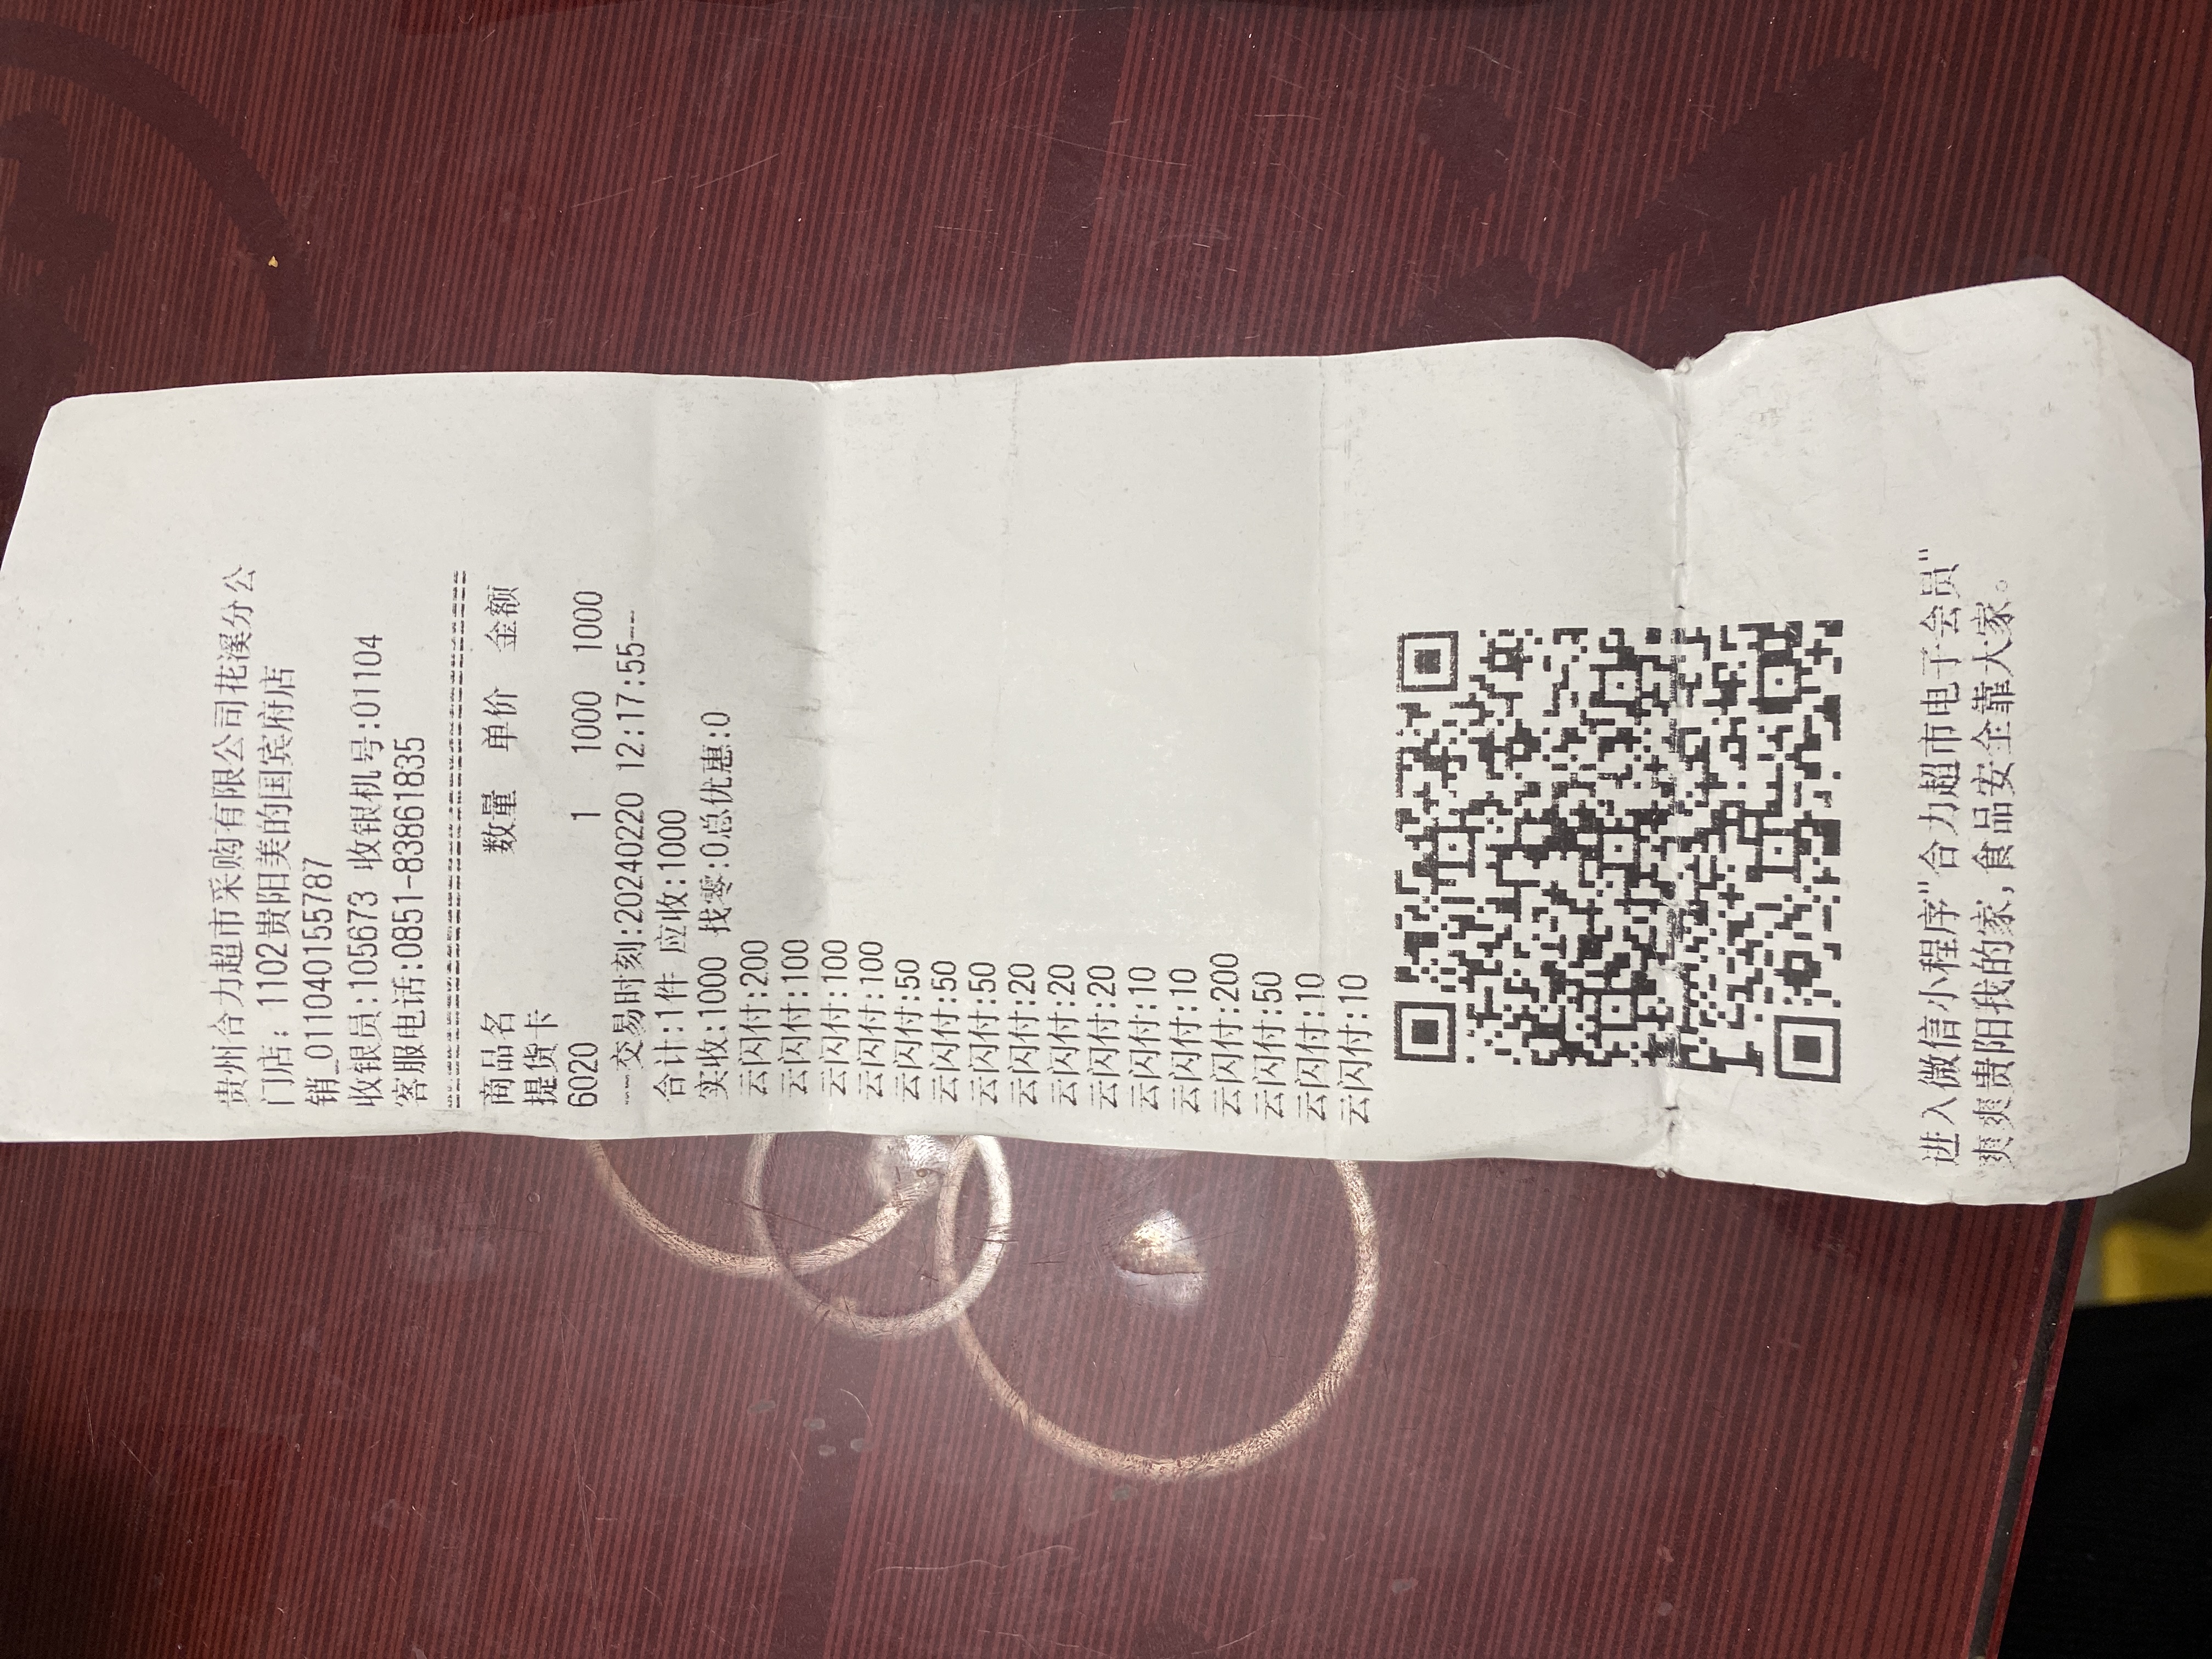 贵州合力超市采购有限公司花溪分公
门店: 1102贵阳美的国宾府店
销_0110401155787
收银员:105673 收银机号:01104
客服电话:0851-83861835
商品名 数量 单价 金额
提货卡
6020 1 1000 1000
---交易时刻:20240220 12:17:55--
合计:1件 应收:1000
实收:1000 找零:0总优惠:0
云闪付:200
云闪付:100
云闪付:100
云闪付:100
云闪付:50
云闪付:50
云闪付:50
云闪付:20
云闪付:20
云闪付:20
云闪付:10
云闪付:10
云闪付:200
云闪付:50
云闪付:10
云闪付:10
进入微信小程序"合力超市电子会员"
爽爽贵阳我的家,食品安全靠大家。